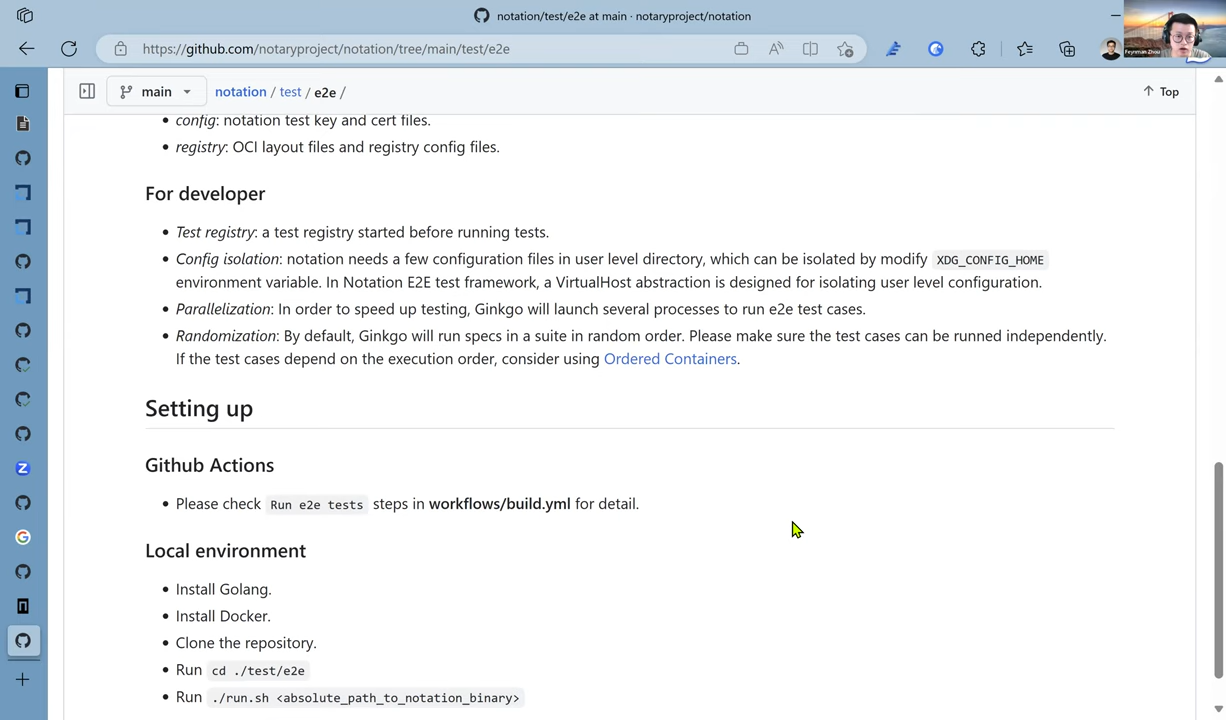 notation/test/e2e at main · notaryproject/notation
https://github.com/notaryproject/notation/tree/main/test/e2e
Feynman Zhou
main
notation / test / e2e /
Top
config: notation test key and cert files.
registry: OCI layout files and registry config files.
For developer
Test registry: a test registry started before running tests.
Config isolation: notation needs a few configuration files in user level directory, which can be isolated by modify XDG_CONFIG_HOME
environment variable. In Notation E2E test framework, a VirtualHost abstraction is designed for isolating user level configuration.
Parallelization: In order to speed up testing, Ginkgo will launch several processes to run e2e test cases.
Randomization: By default, Ginkgo will run specs in a suite in random order. Please make sure the test cases can be runned independently.
If the test cases depend on the execution order, consider using Ordered Containers.
Setting up
Github Actions
Please check Run e2e tests steps in workflows/build.yml for detail.
Local environment
Install Golang.
Install Docker.
Clone the repository.
Run cd ./test/e2e
Run ./run.sh <absolute_path_to_notation_binary>